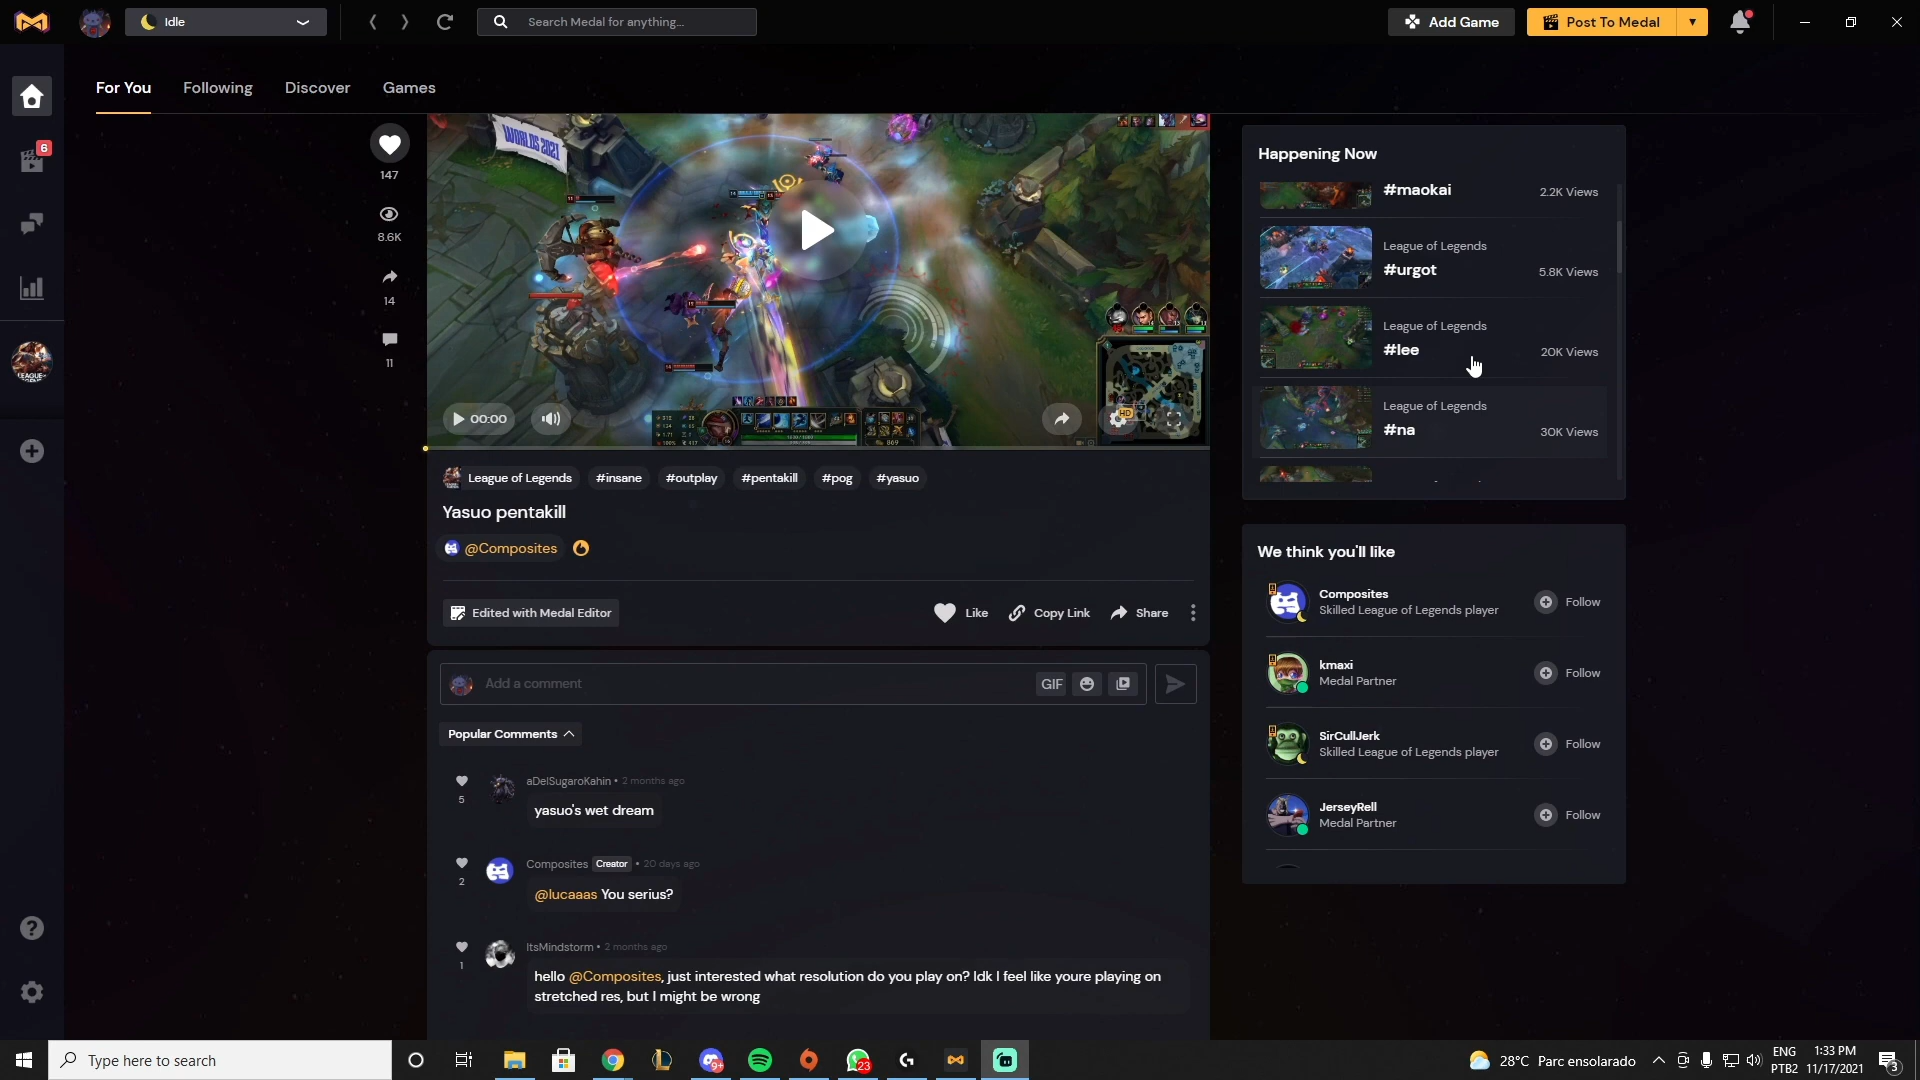 Idle
Search Medal for anything...
Add Game
Post To Medal
For You
Following
Discover
Games
6
147
8.6K
14
11
WORLDS 2021
00:00
HD
League of Legends
#insane
#outplay
#pentakill
#pog
#yasuo
Yasuo pentakill
@Composites
Edited with Medal Editor
Like
Copy Link
Share
Add a comment
GIF
Popular Comments
aDelSugaroKahin • 2 months ago
5
yasuo's wet dream
Composites Creator • 20 days ago
2
@lucaaas You serius?
ItsMindstorm • 2 months ago
1
hello @Composites, just interested what resolution do you play on? Idk I feel like youre playing on
stretched res, but I might be wrong
Happening Now
#maokai
2.2K Views
League of Legends
#urgot
5.8K Views
League of Legends
#lee
20K Views
League of Legends
#na
30K Views
We think you'll like
Composites
Skilled League of Legends player
Follow
kmaxi
Medal Partner
Follow
SirCullJerk
Skilled League of Legends player
Follow
JerseyRell
Medal Partner
Follow
Type here to search
9+
23
28°C Parc ensolarado
ENG
PTB2
1:33 PM
11/17/2021
3